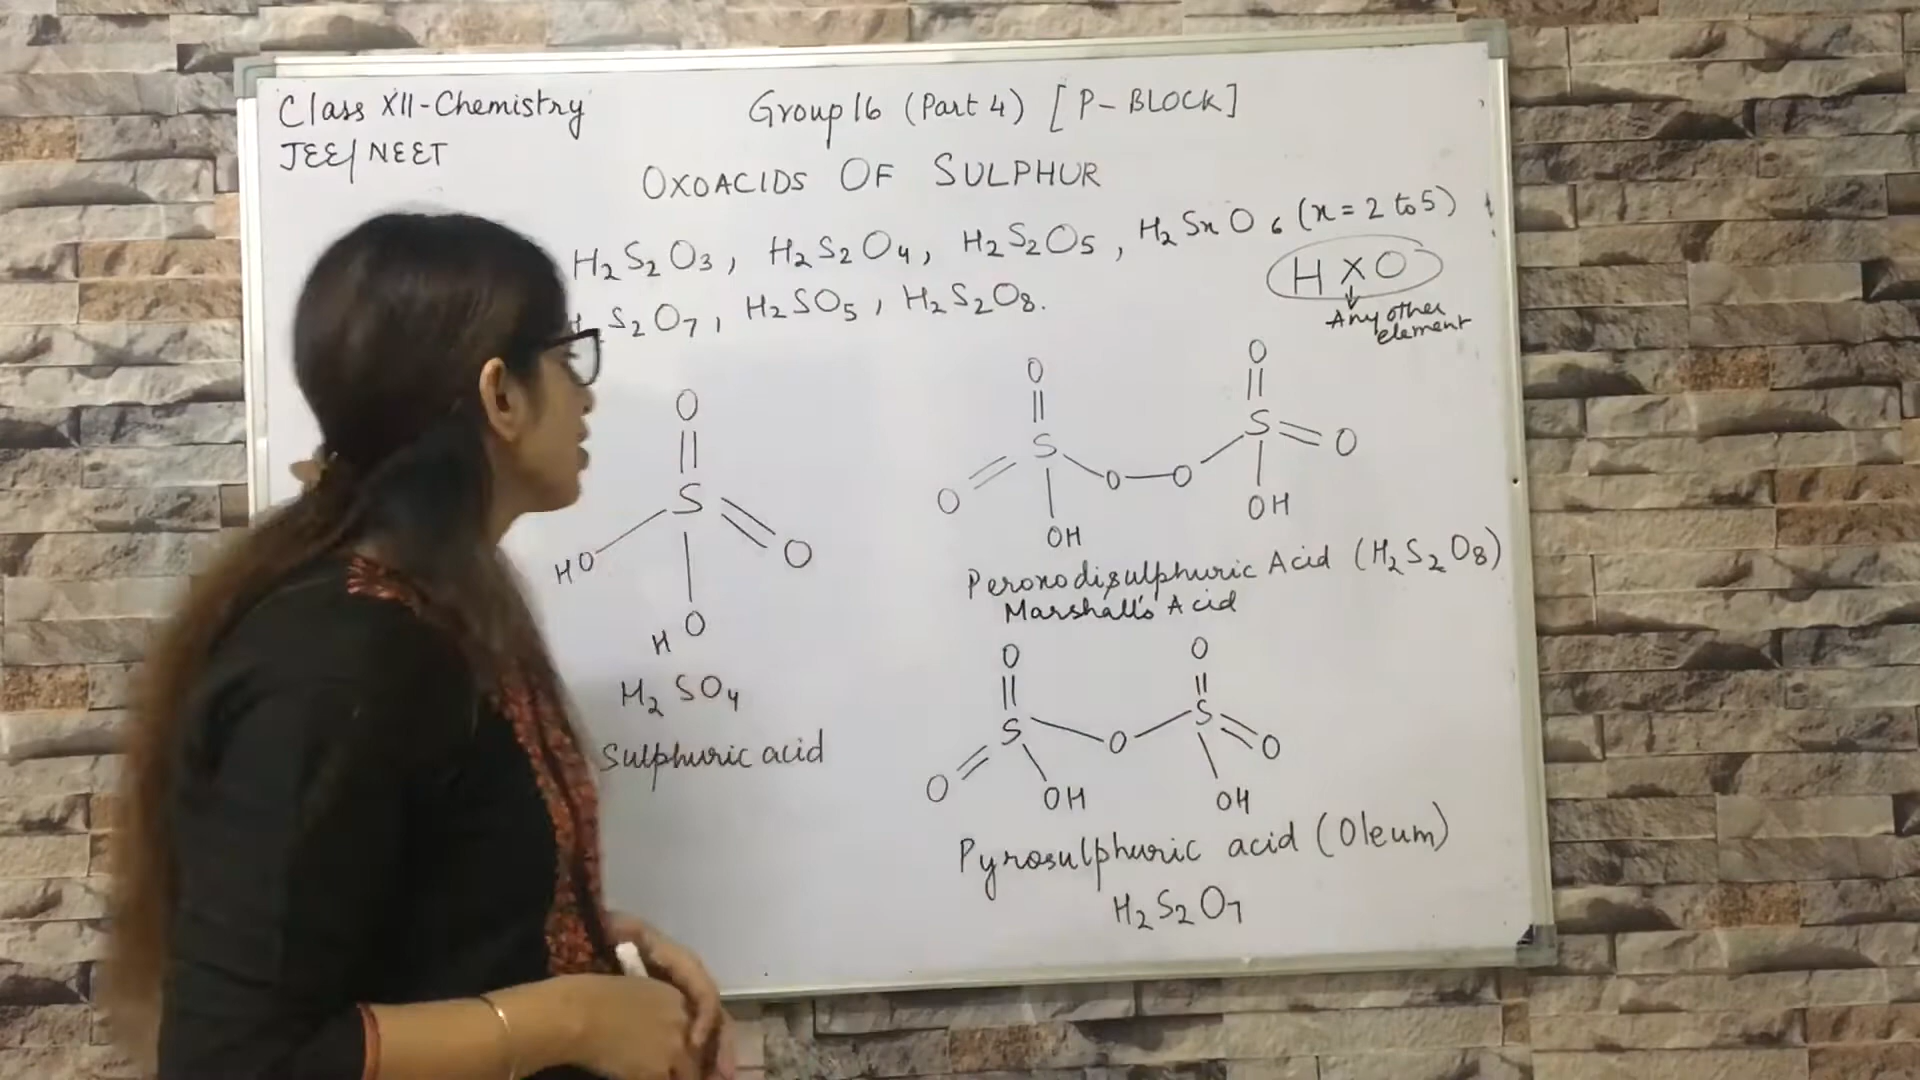 Class XII-Chemistry
JEE/NEET
Group 16 (Part 4) [P-BLOCK]
OXOACIDS OF SULPHUR
H₂S₂O₃, H₂S₂O₄, H₂S₂O₅, H₂SxO₆ (x = 2 to 5)
S₂O₇, H₂SO₅, H₂S₂O₈.
HXO
Any other
element
O
S
HO
O
H O
H₂SO₄
Sulphuric acid
O
O
S
S
O
O
O
O
OH
OH
Peroxodisulphuric Acid (H₂S₂O₈)
Marshall's Acid
O
O
S
S
O
O
O
OH
OH
Pyrosulphuric acid (Oleum)
H₂S₂O₇